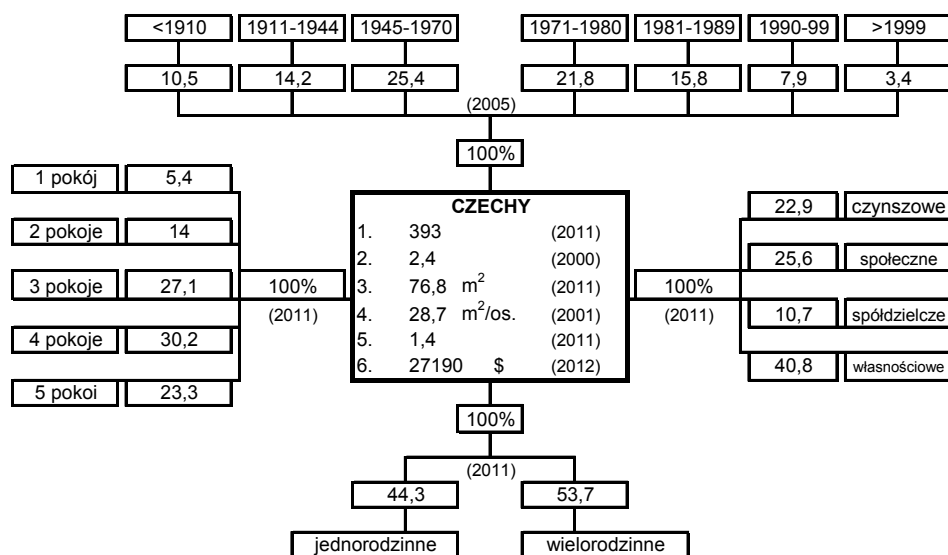 <1910 1911-1944 1945-1970 1971-1980 1981-1989 1990-99 >1999
10,5 14,2 25,4 21,8 15,8 7,9 3,4
(2005)
100%
1 pokój 5,4
2 pokoje 14
3 pokoje 27,1
4 pokoje 30,2
5 pokoi 23,3
100%
(2011)
CZECHY
1. 393 (2011)
2. 2,4 (2000)
3. 76,8 m² (2011)
4. 28,7 m²/os. (2001)
5. 1,4 (2011)
6. 27190 $ (2012)
100%
(2011)
22,9 czynszowe
25,6 społeczne
10,7 spółdzielcze
40,8 własnościowe
100%
(2011)
44,3 53,7
jednorodzinne wielorodzinne